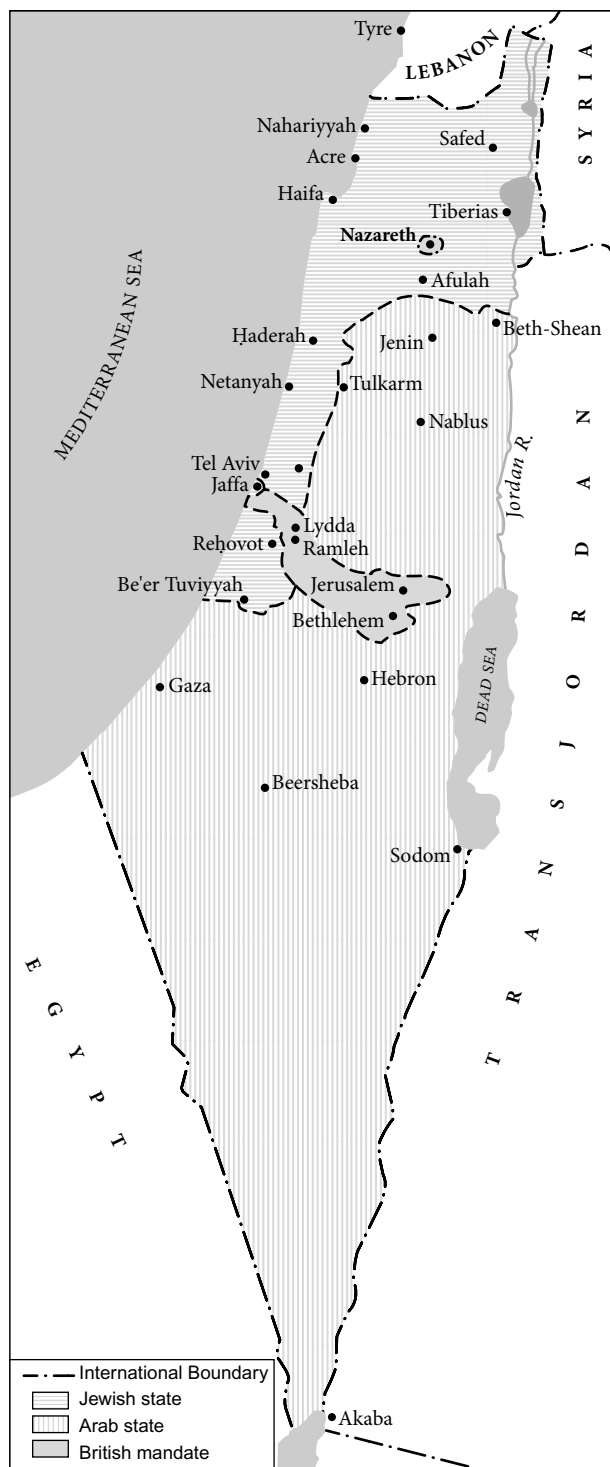 Tyre
LEBANON
SYRIA
Nahariyyah
Safed
Acre
Haifa
Tiberias
Nazareth
MEDITERRANEAN SEA
Afulah
Beth-Shean
Ḥaderah
Jenin
Netanyah
Tulkarm
Nablus
Tel Aviv
Jaffa
Jordan R.
Lydda
Reḥovot
Ramleh
Be'er Tuviyyah
Jerusalem
Bethlehem
TRANSJORDAN
Gaza
Hebron
DEAD SEA
Beersheba
Sodom
EGYPT
Akaba
International Boundary
Jewish state
Arab state
British mandate